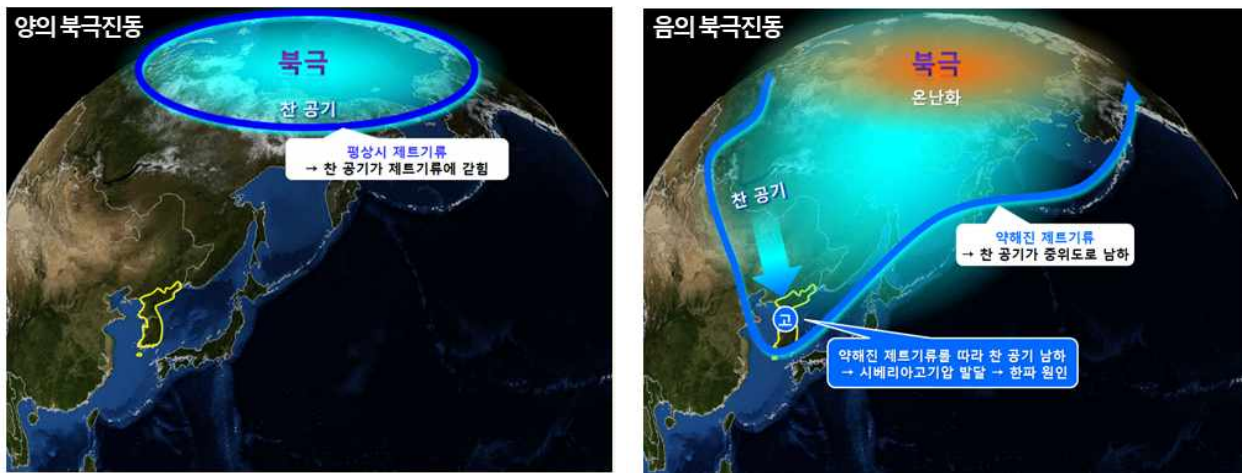 양의 북극진동
북극
찬 공기
평상시 제트기류
→ 찬 공기가 제트기류에 갇힘
음의 북극진동
북극
온난화
찬 공기
약해진 제트기류
→ 찬 공기가 중위도로 남하
고
약해진 제트기류를 따라 찬 공기 남하
→ 시베리아고기압 발달 → 한파 원인